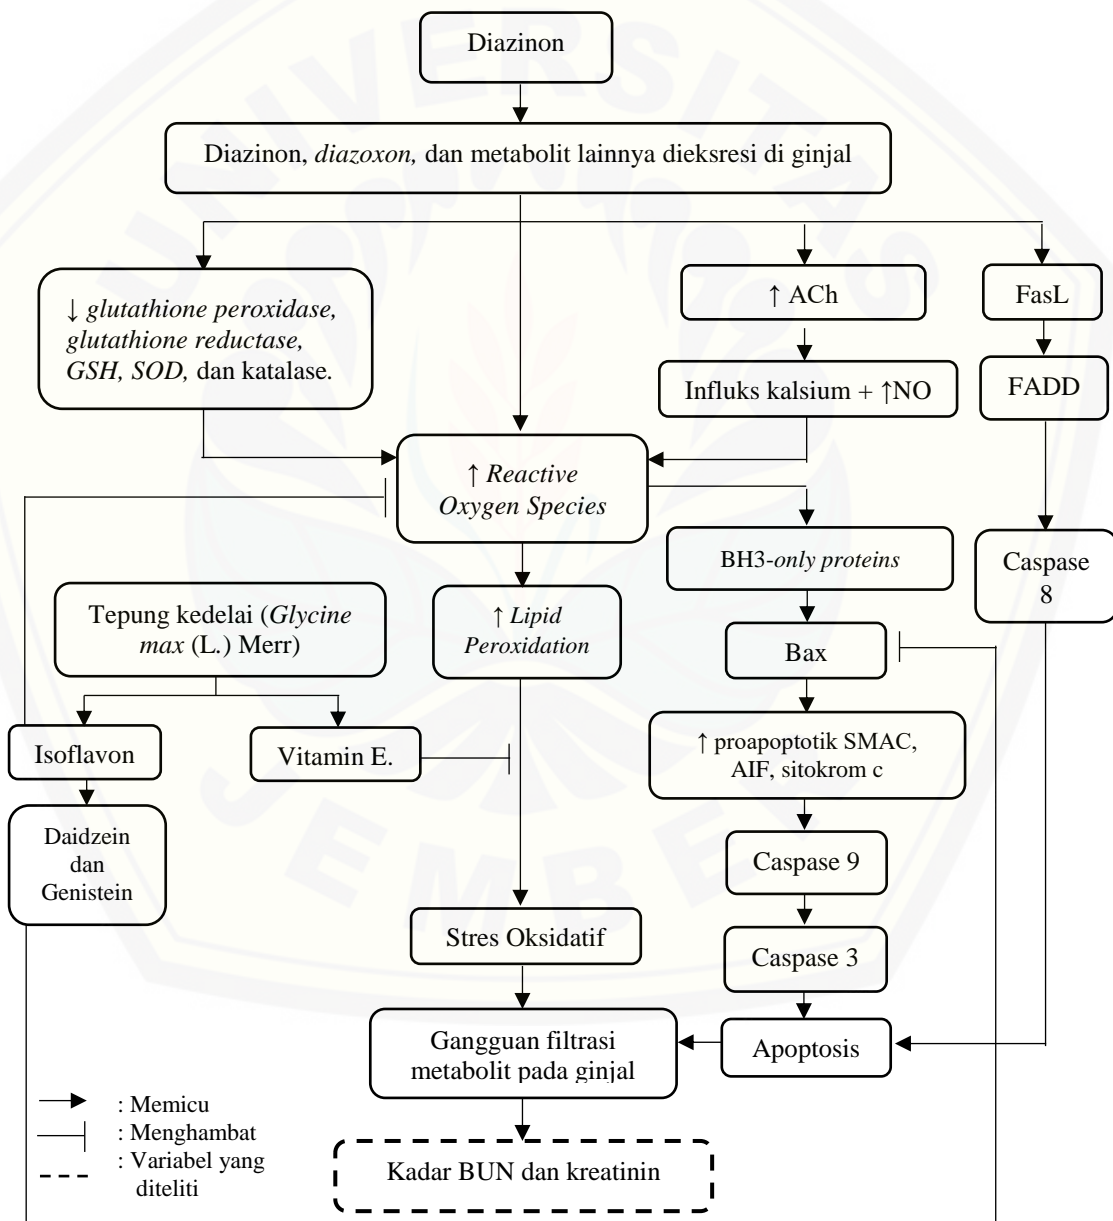 Diazinon
Diazinon, diazoxon, dan metabolit lainnya dieksresi di ginjal
↓ glutathione peroxidase,
glutathione reductase,
GSH, SOD, dan katalase.
↑ ACh
FasL
Influks kalsium + ↑NO
FADD
↑ Reactive
Oxygen Species
BH3-only proteins
Caspase
8
Tepung kedelai (Glycine
max (L.) Merr)
↑ Lipid
Peroxidation
Bax
Isoflavon
Vitamin E.
↑ proapoptotik SMAC,
AIF, sitokrom c
Daidzein
dan
Genistein
Caspase 9
Stres Oksidatif
Caspase 3
Gangguan filtrasi
metabolit pada ginjal
Apoptosis
: Memicu
: Menghambat
: Variabel yang
diteliti
Kadar BUN dan kreatinin
UNIVERSITAS
JEMBER